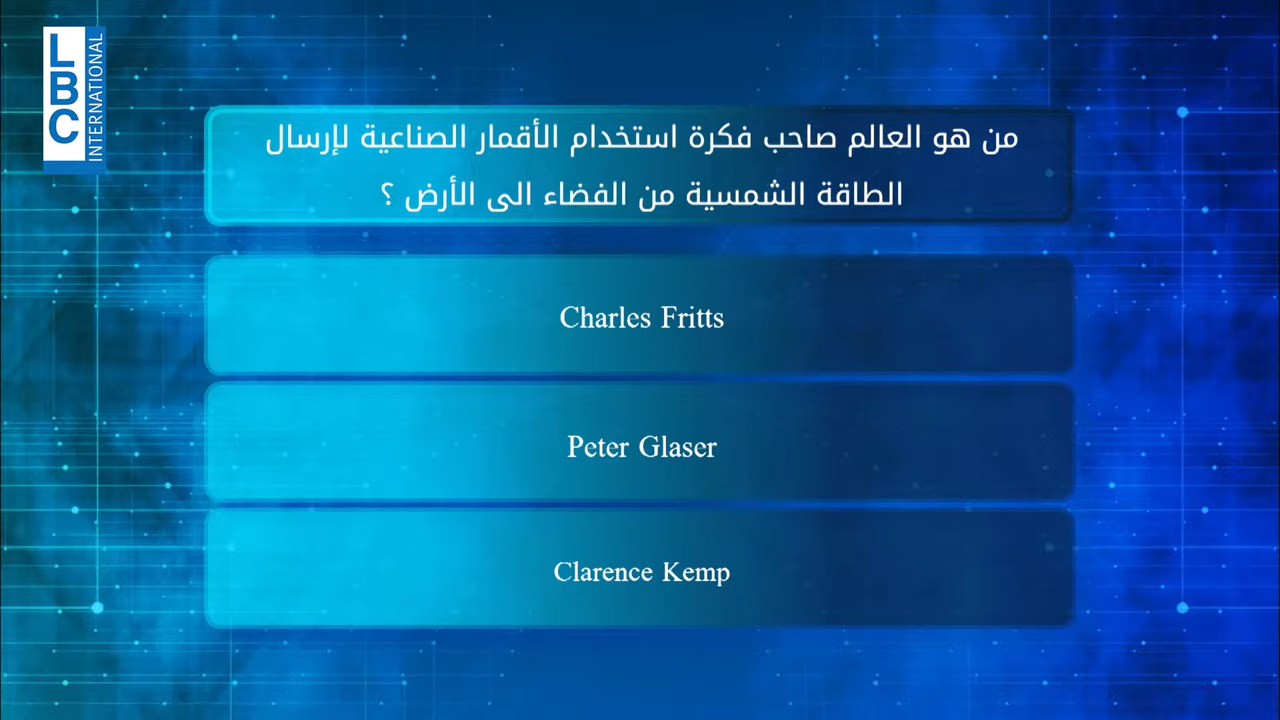 LBC
INTERNATIONAL
من هو العالم صاحب فكرة استخدام الأقمار الصناعية لإرسال
الطاقة الشمسية من الفضاء الى الأرض ؟
Charles Fritts
Peter Glaser
Clarence Kemp